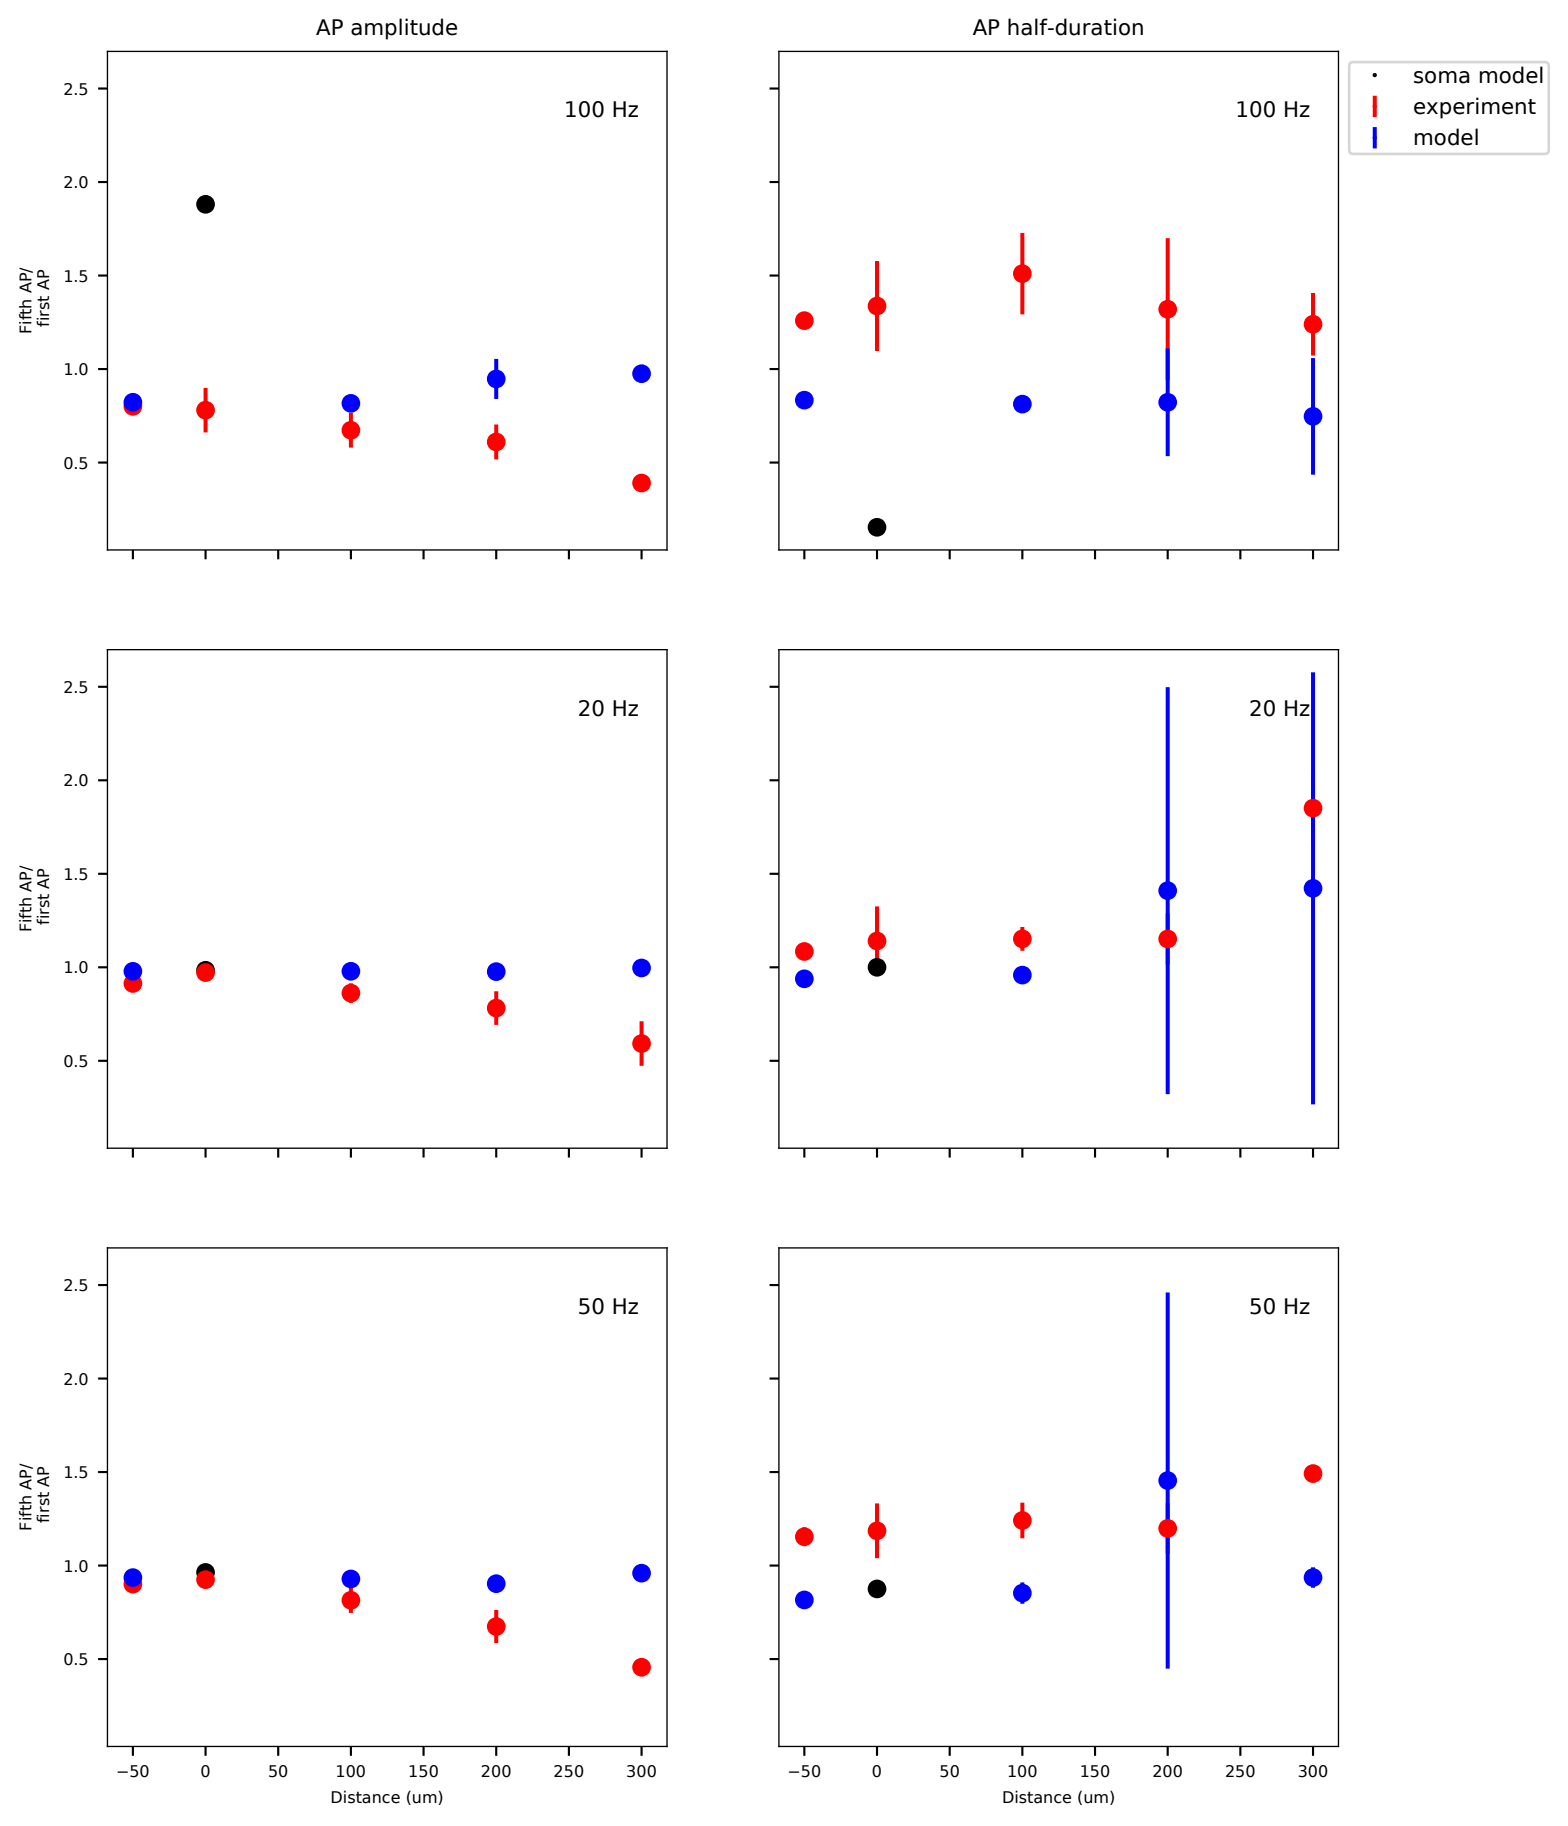 AP amplitude
AP half-duration
2.5
2.0
1.5
1.0
0.5
Fifth AP/
first AP
100 Hz
100 Hz
soma model
experiment
model
2.5
2.0
1.5
1.0
0.5
Fifth AP/
first AP
20 Hz
20 Hz
2.5
2.0
1.5
1.0
0.5
Fifth AP/
first AP
50 Hz
50 Hz
−50 0 50 100 150 200 250 300
Distance (um)
−50 0 50 100 150 200 250 300
Distance (um)